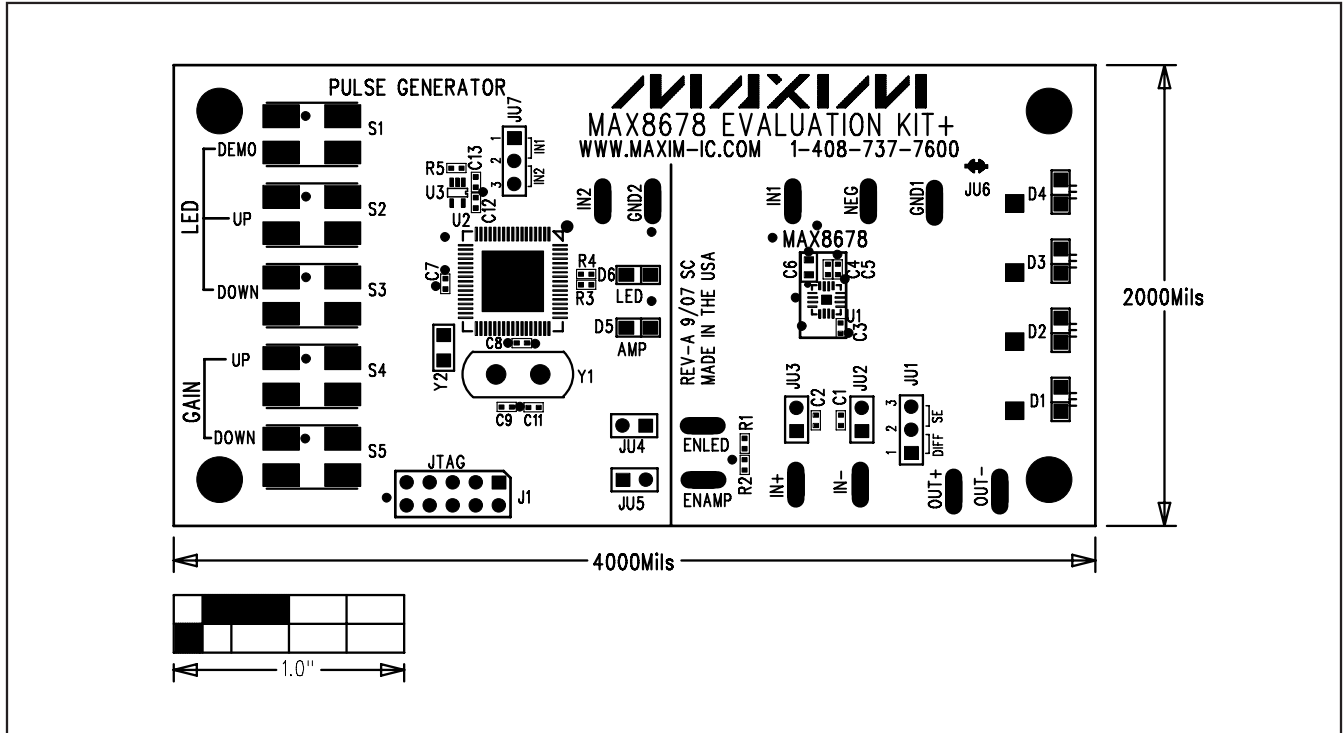 PULSE GENERATOR
MAXIM
MAX8678 EVALUATION KIT+
WWW.MAXIM-IC.COM 1-408-737-7600
S1
DEMO
LED
UP
S2
DOWN
S3
UP
S4
GAIN
DOWN
S5
JU7
1
2
3
IN1
IN2
R5
C13
U3
C12
U2
C7
R4
R3
IN2
GND2
D6
LED
D5
AMP
C8
Y2
Y1
C9
C11
JTAG
J1
JU4
JU5
REV-A 9/07 SC
MADE IN THE USA
IN1
NEG
GND1
JU6
MAX8678
C6
C4
C5
U1
C3
D4
D3
D2
D1
JU3
C2
C1
JU2
JU1
3
2
1
SE
DIFF
ENLED
R1
R2
ENAMP
IN+
IN-
OUT+
OUT-
2000Mils
4000Mils
1.0"